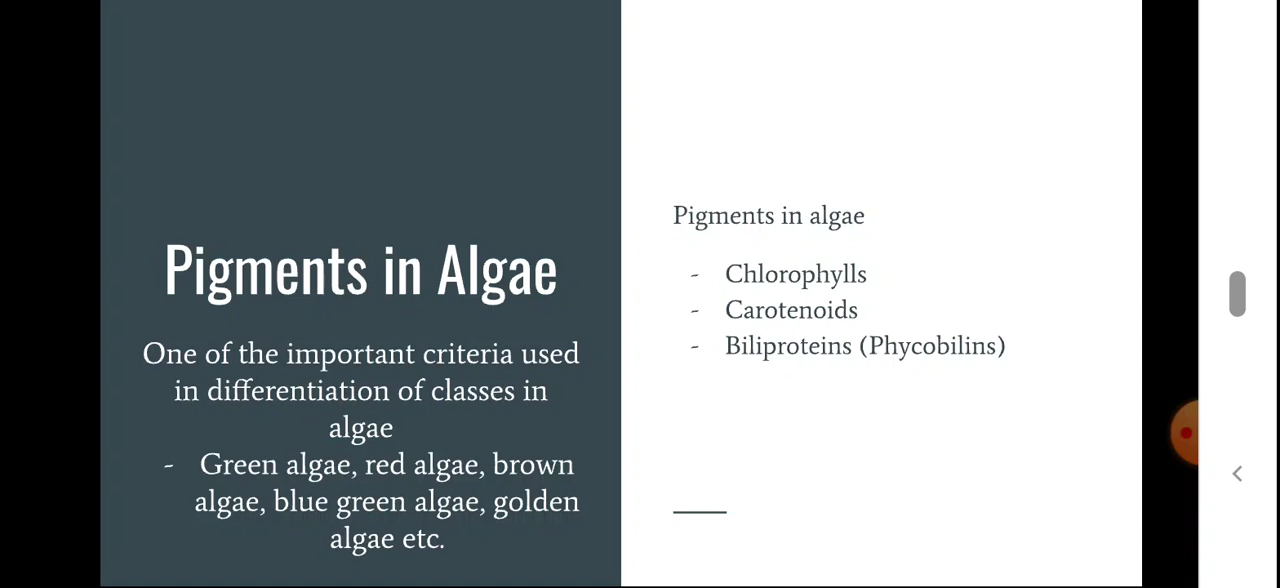 Pigments in Algae
One of the important criteria used
in differentiation of classes in
algae
- Green algae, red algae, brown
algae, blue green algae, golden
algae etc.
Pigments in algae
- Chlorophylls
- Carotenoids
- Biliproteins (Phycobilins)